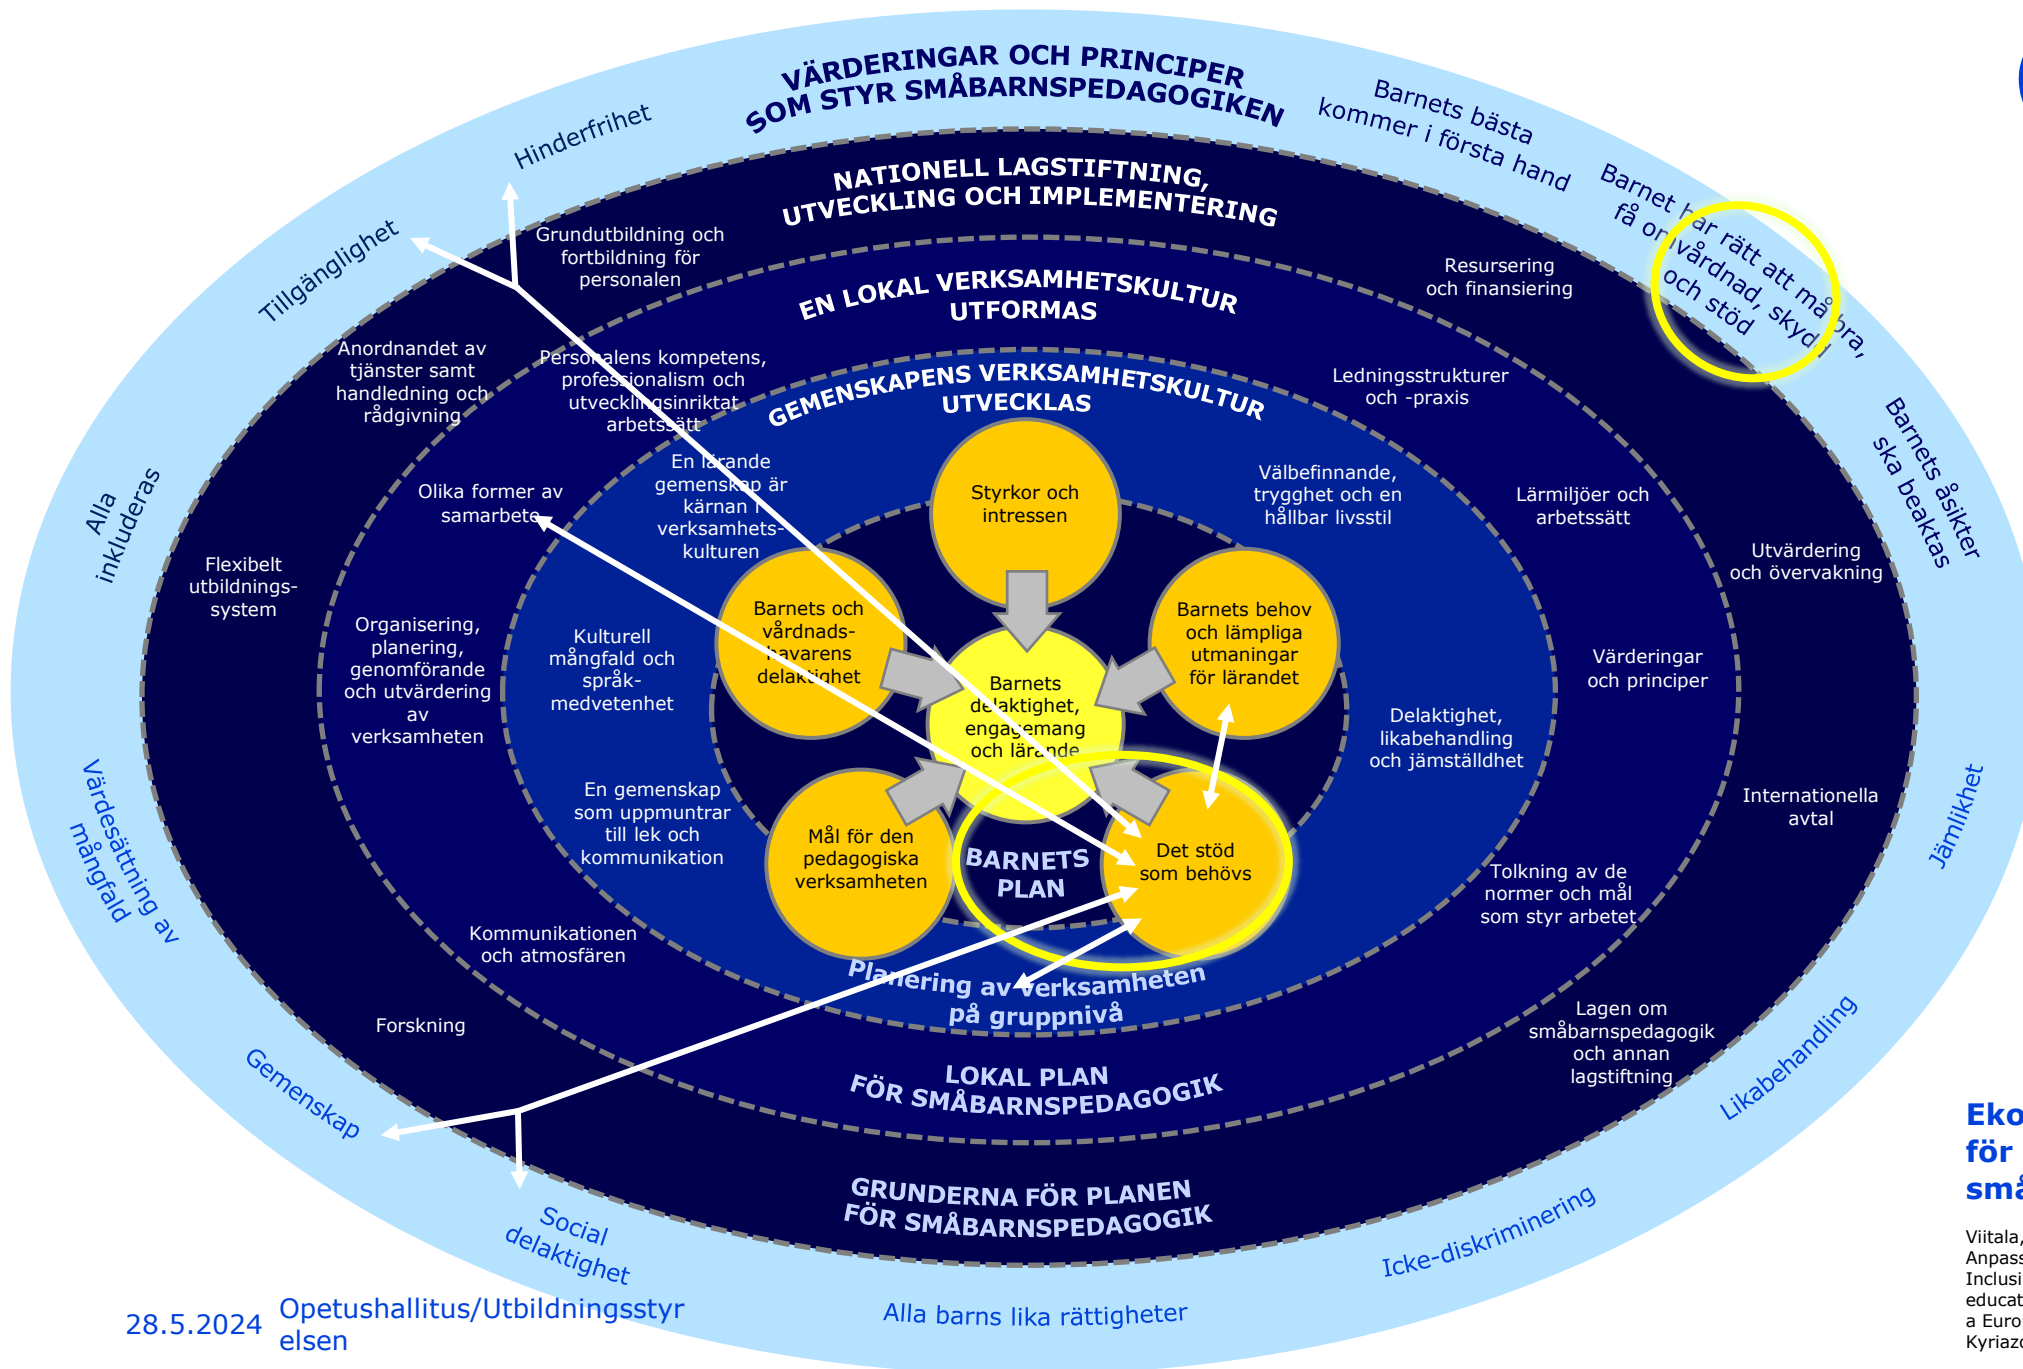 VÄRDERINGAR OCH PRINCIPER
SOM STYR SMÅBARNSPEDAGOGIKEN
Hinderfrihet
Barnets bästa
kommer i första hand
Barnet har rätt att må bra,
få omvårdnad, skydd
och stöd
Tillgänglighet
Barnets åsikter
ska beaktas
Alla
inkluderas
Jämlikhet
Värdesättning av
mångfald
Likabehandling
Gemenskap
Icke-diskriminering
Social
delaktighet
Alla barns lika rättigheter
NATIONELL LAGSTIFTNING,
UTVECKLING OCH IMPLEMENTERING
Grundutbildning och
fortbildning för
personalen
Resursering
och finansiering
Anordnandet av
tjänster samt
handledning och
rådgivning
Utvärdering
och övervakning
Flexibelt
utbildnings-
system
Internationella
avtal
Forskning
Lagen om
småbarnspedagogik
och annan
lagstiftning
GRUNDERNA FÖR PLANEN
FÖR SMÅBARNSPEDAGOGIK
EN LOKAL VERKSAMHETSKULTUR
UTFORMAS
Personalens kompetens,
professionalism och
utvecklingsinriktat
arbetssätt
Ledningsstrukturer
och -praxis
Olika former av
samarbete
Lärmiljöer och
arbetssätt
Organisering,
planering,
genomförande
och utvärdering
av
verksamheten
Värderingar
och principer
Kommunikationen
och atmosfären
Tolkning av de
normer och mål
som styr arbetet
LOKAL PLAN
FÖR SMÅBARNSPEDAGOGIK
GEMENSKAPENS VERKSAMHETSKULTUR
UTVECKLAS
En lärande
gemenskap är
kärnan i
verksamhets-
kulturen
Välbefinnande,
trygghet och en
hållbar livsstil
Kulturell
mångfald och
språk-
medvetenhet
Delaktighet,
likabehandling
och jämställdhet
En gemenskap
som uppmuntrar
till lek och
kommunikation
Planering av verksamheten
på gruppnivå
Styrkor och
intressen
Barnets och
vårdnads-
havarens
delaktighet
Barnets behov
och lämpliga
utmaningar
för lärandet
Barnets
delaktighet,
engagemang
och lärande
Mål för den
pedagogiska
verksamheten
BARNETS
PLAN
Det stöd
som behövs
28.5.2024
Opetushallitus/Utbildningsstyr
elsen
för
Viitala,
a